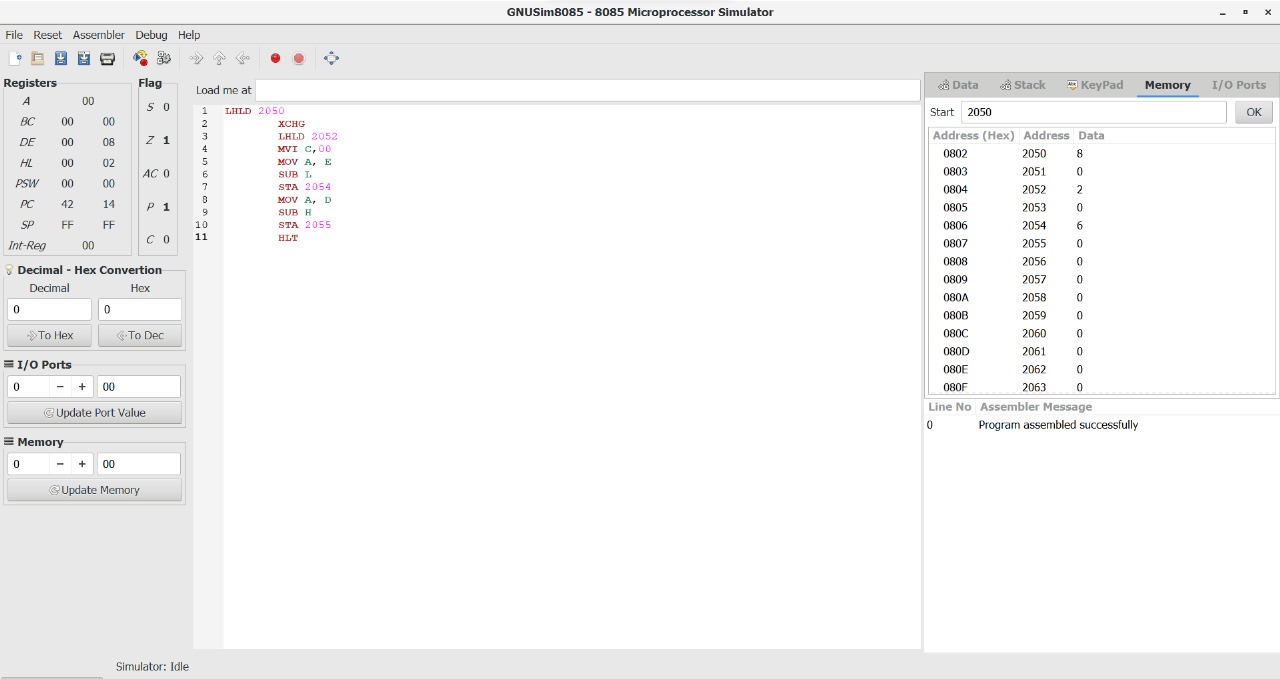 GNUSim8085 - 8085 Microprocessor Simulator
File Reset Assembler Debug Help
Registers
A 00
BC 00 00
DE 00 08
HL 00 02
PSW 00 00
PC 42 14
SP FF FF
Int-Reg 00
Flag
S 0
Z 1
AC 0
P 1
C 0
Decimal - Hex Convertion
Decimal Hex
0 0
To Hex To Dec
I/O Ports
0 − + 00
Update Port Value
Memory
0 − + 00
Update Memory
Load me at
1 LHLD 2050
2 XCHG
3 LHLD 2052
4 MVI C,00
5 MOV A, E
6 SUB L
7 STA 2054
8 MOV A, D
9 SUB H
10 STA 2055
11 HLT
Data Stack KeyPad Memory I/O Ports
Start 2050 OK
Address (Hex) Address Data
0802 2050 8
0803 2051 0
0804 2052 2
0805 2053 0
0806 2054 6
0807 2055 0
0808 2056 0
0809 2057 0
080A 2058 0
080B 2059 0
080C 2060 0
080D 2061 0
080E 2062 0
080F 2063 0
Line No Assembler Message
0 Program assembled successfully
Simulator: Idle